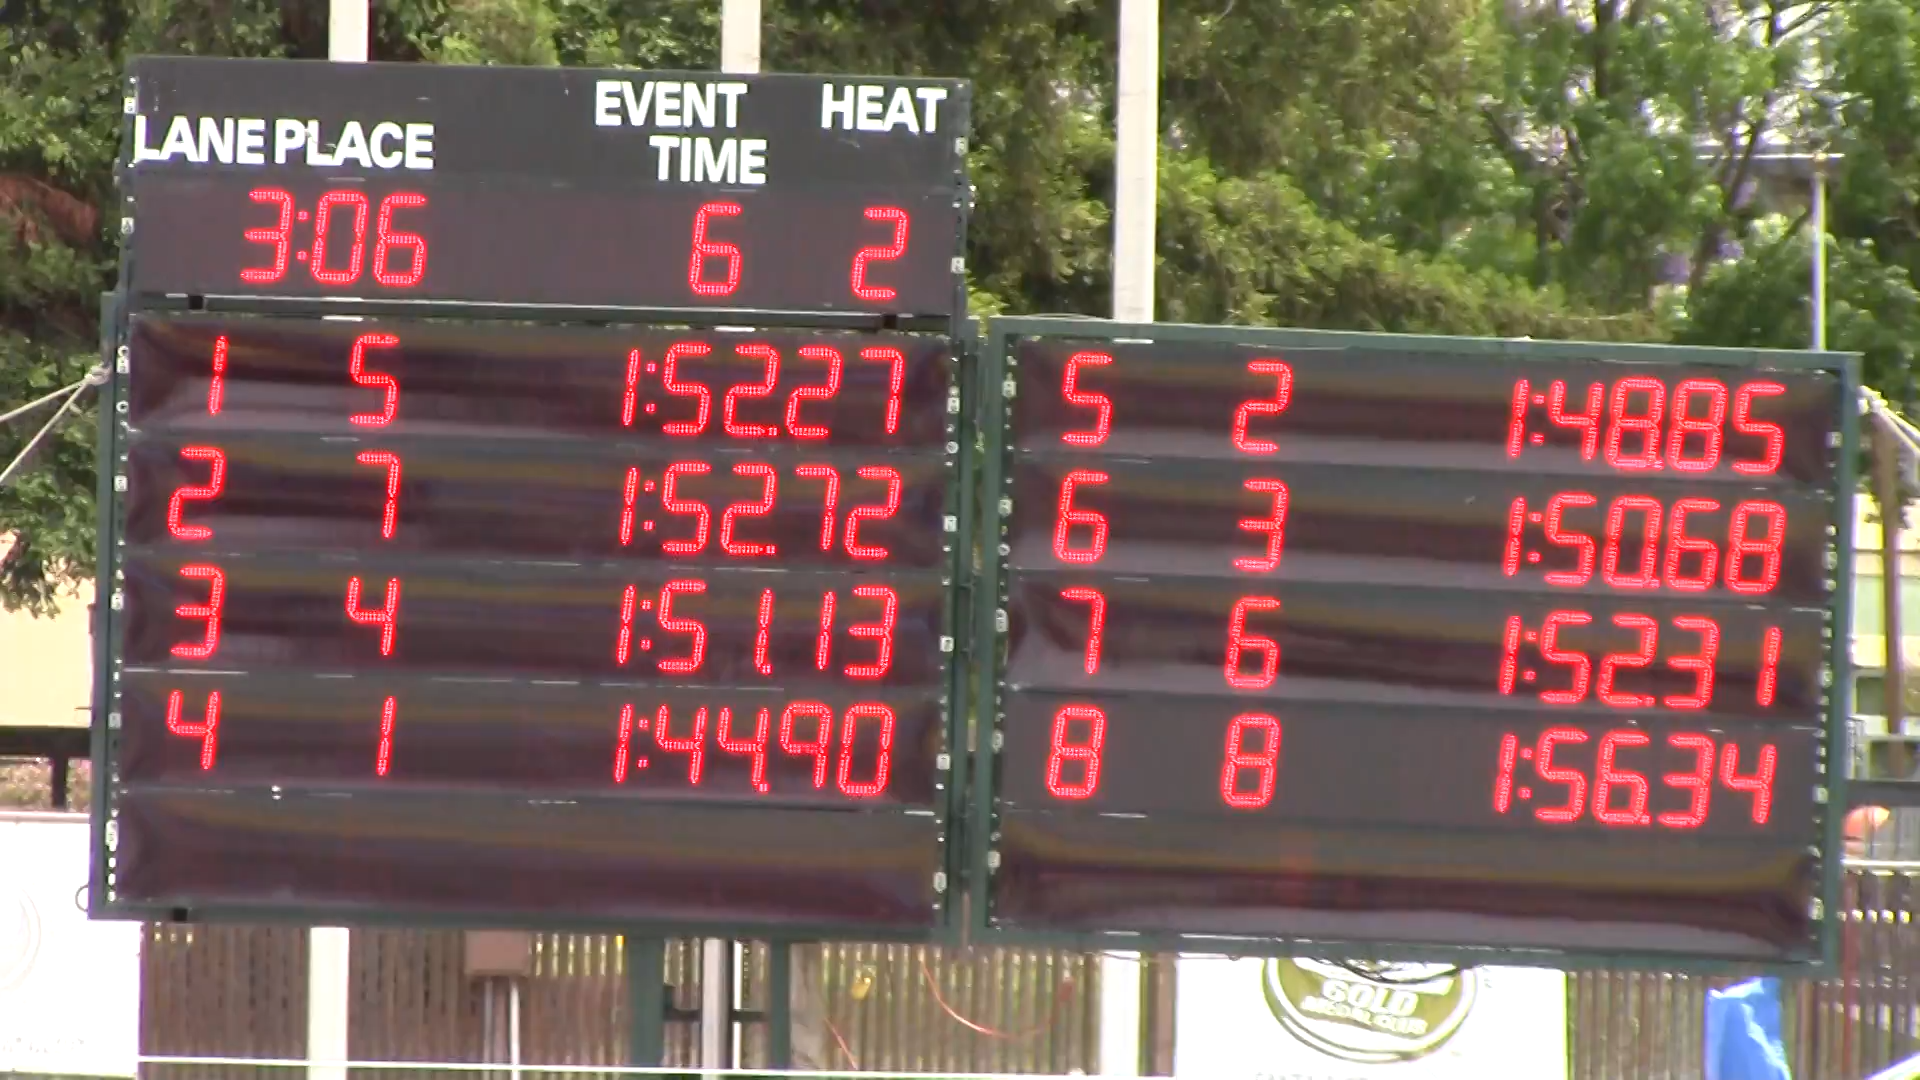 EVENT HEAT
LANE PLACE TIME
3:06 6 2
1 5 1:52.27
2 7 1:52.72
3 4 1:51.13
4 1 1:44.90
5 2 1:48.85
6 3 1:50.68
7 6 1:52.31
8 8 1:56.34
GOLD
MEDAL CLUB